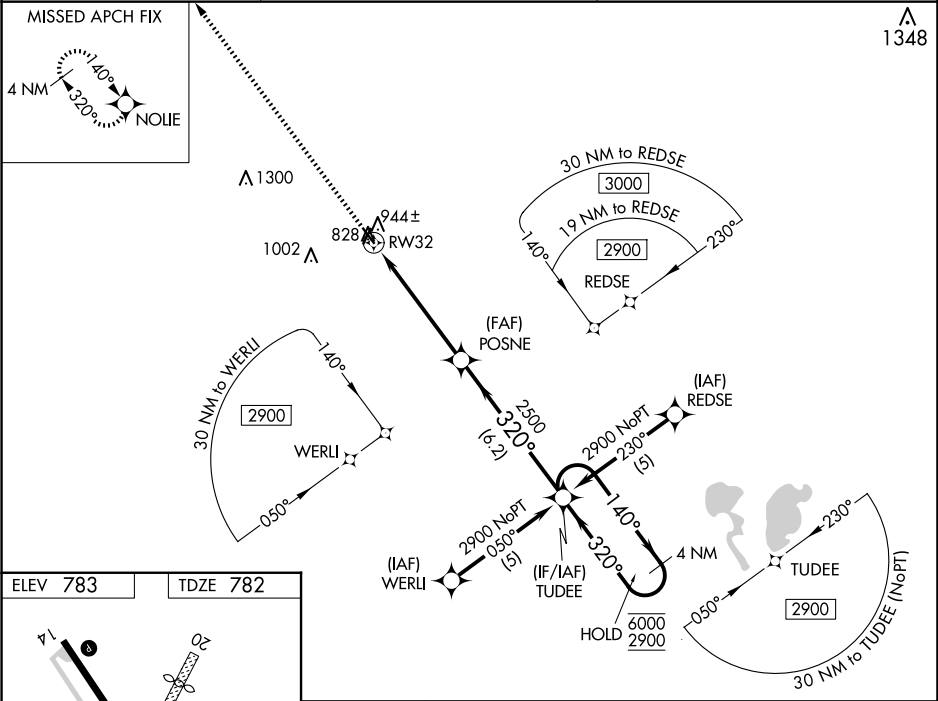 MISSED APCH FIX
4 NM
140°
320°
NOLIE
1348
1300
944±
828
RW32
1002
30 NM to REDSE
3000
19 NM to REDSE
2900
140°
230°
REDSE
(FAF)
POSNE
30 NM to WERLI
140°
2900
WERLI
050°
(IAF)
REDSE
2500
320°
(6.2)
2900 NoPT
230°
(5)
2900 NoPT
050°
(5)
(IAF)
WERLI
(IF/IAF)
TUDEE
140°
320°
4 NM
HOLD
6000
2900
230°
TUDEE
050°
2900
30 NM to TUDEE (NoPT)
ELEV 783
TDZE 782
14
P
20